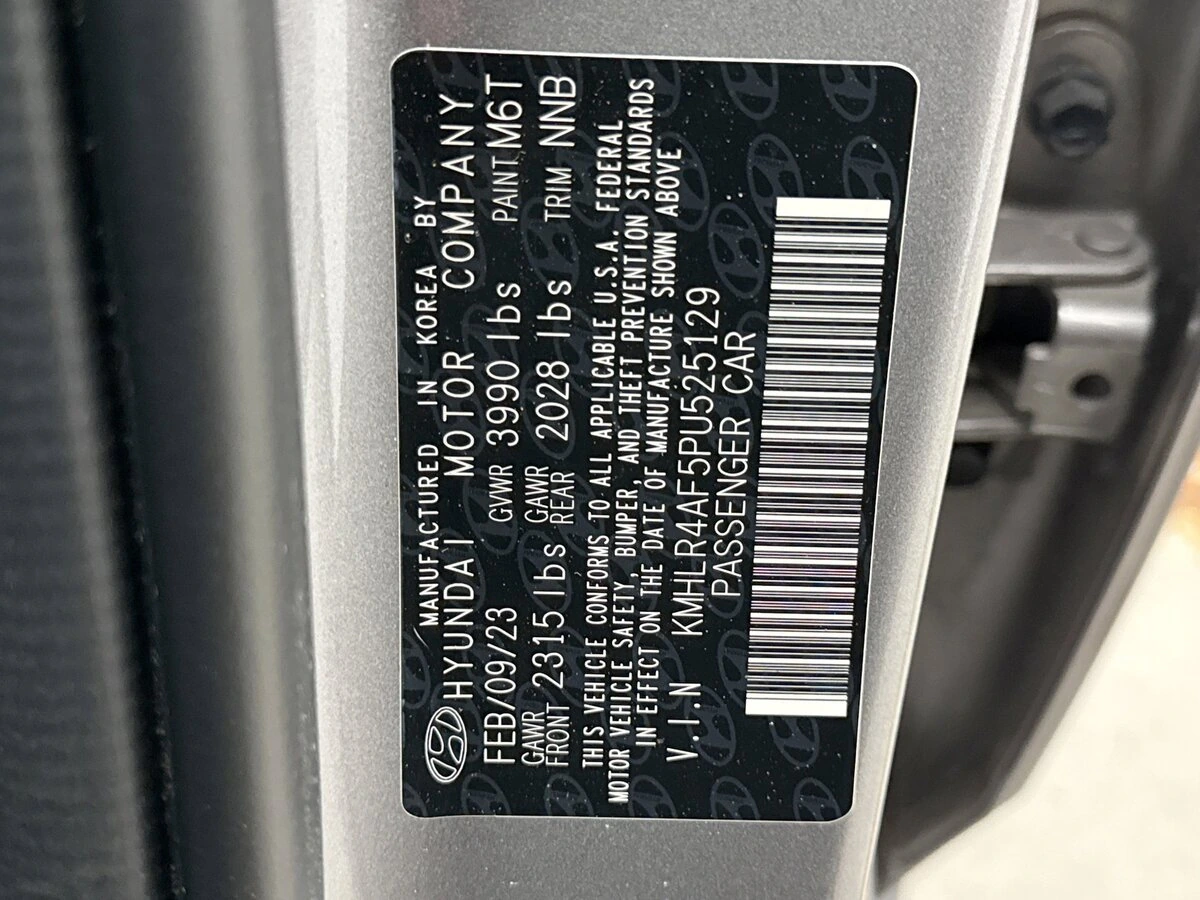 MANUFACTURED IN KOREA BY
HYUNDAI MOTOR COMPANY
FEB/09/23 GVWR 3990 lbs PAINT M6T
GAWR FRONT 2315 lbs GAWR REAR 2028 lbs TRIM NNB
THIS VEHICLE CONFORMS TO ALL APPLICABLE U.S.A. FEDERAL
MOTOR VEHICLE SAFETY, BUMPER, AND THEFT PREVENTION STANDARDS
IN EFFECT ON THE DATE OF MANUFACTURE SHOWN ABOVE
V.I.N KMHLR4AF5PU525129
PASSENGER CAR